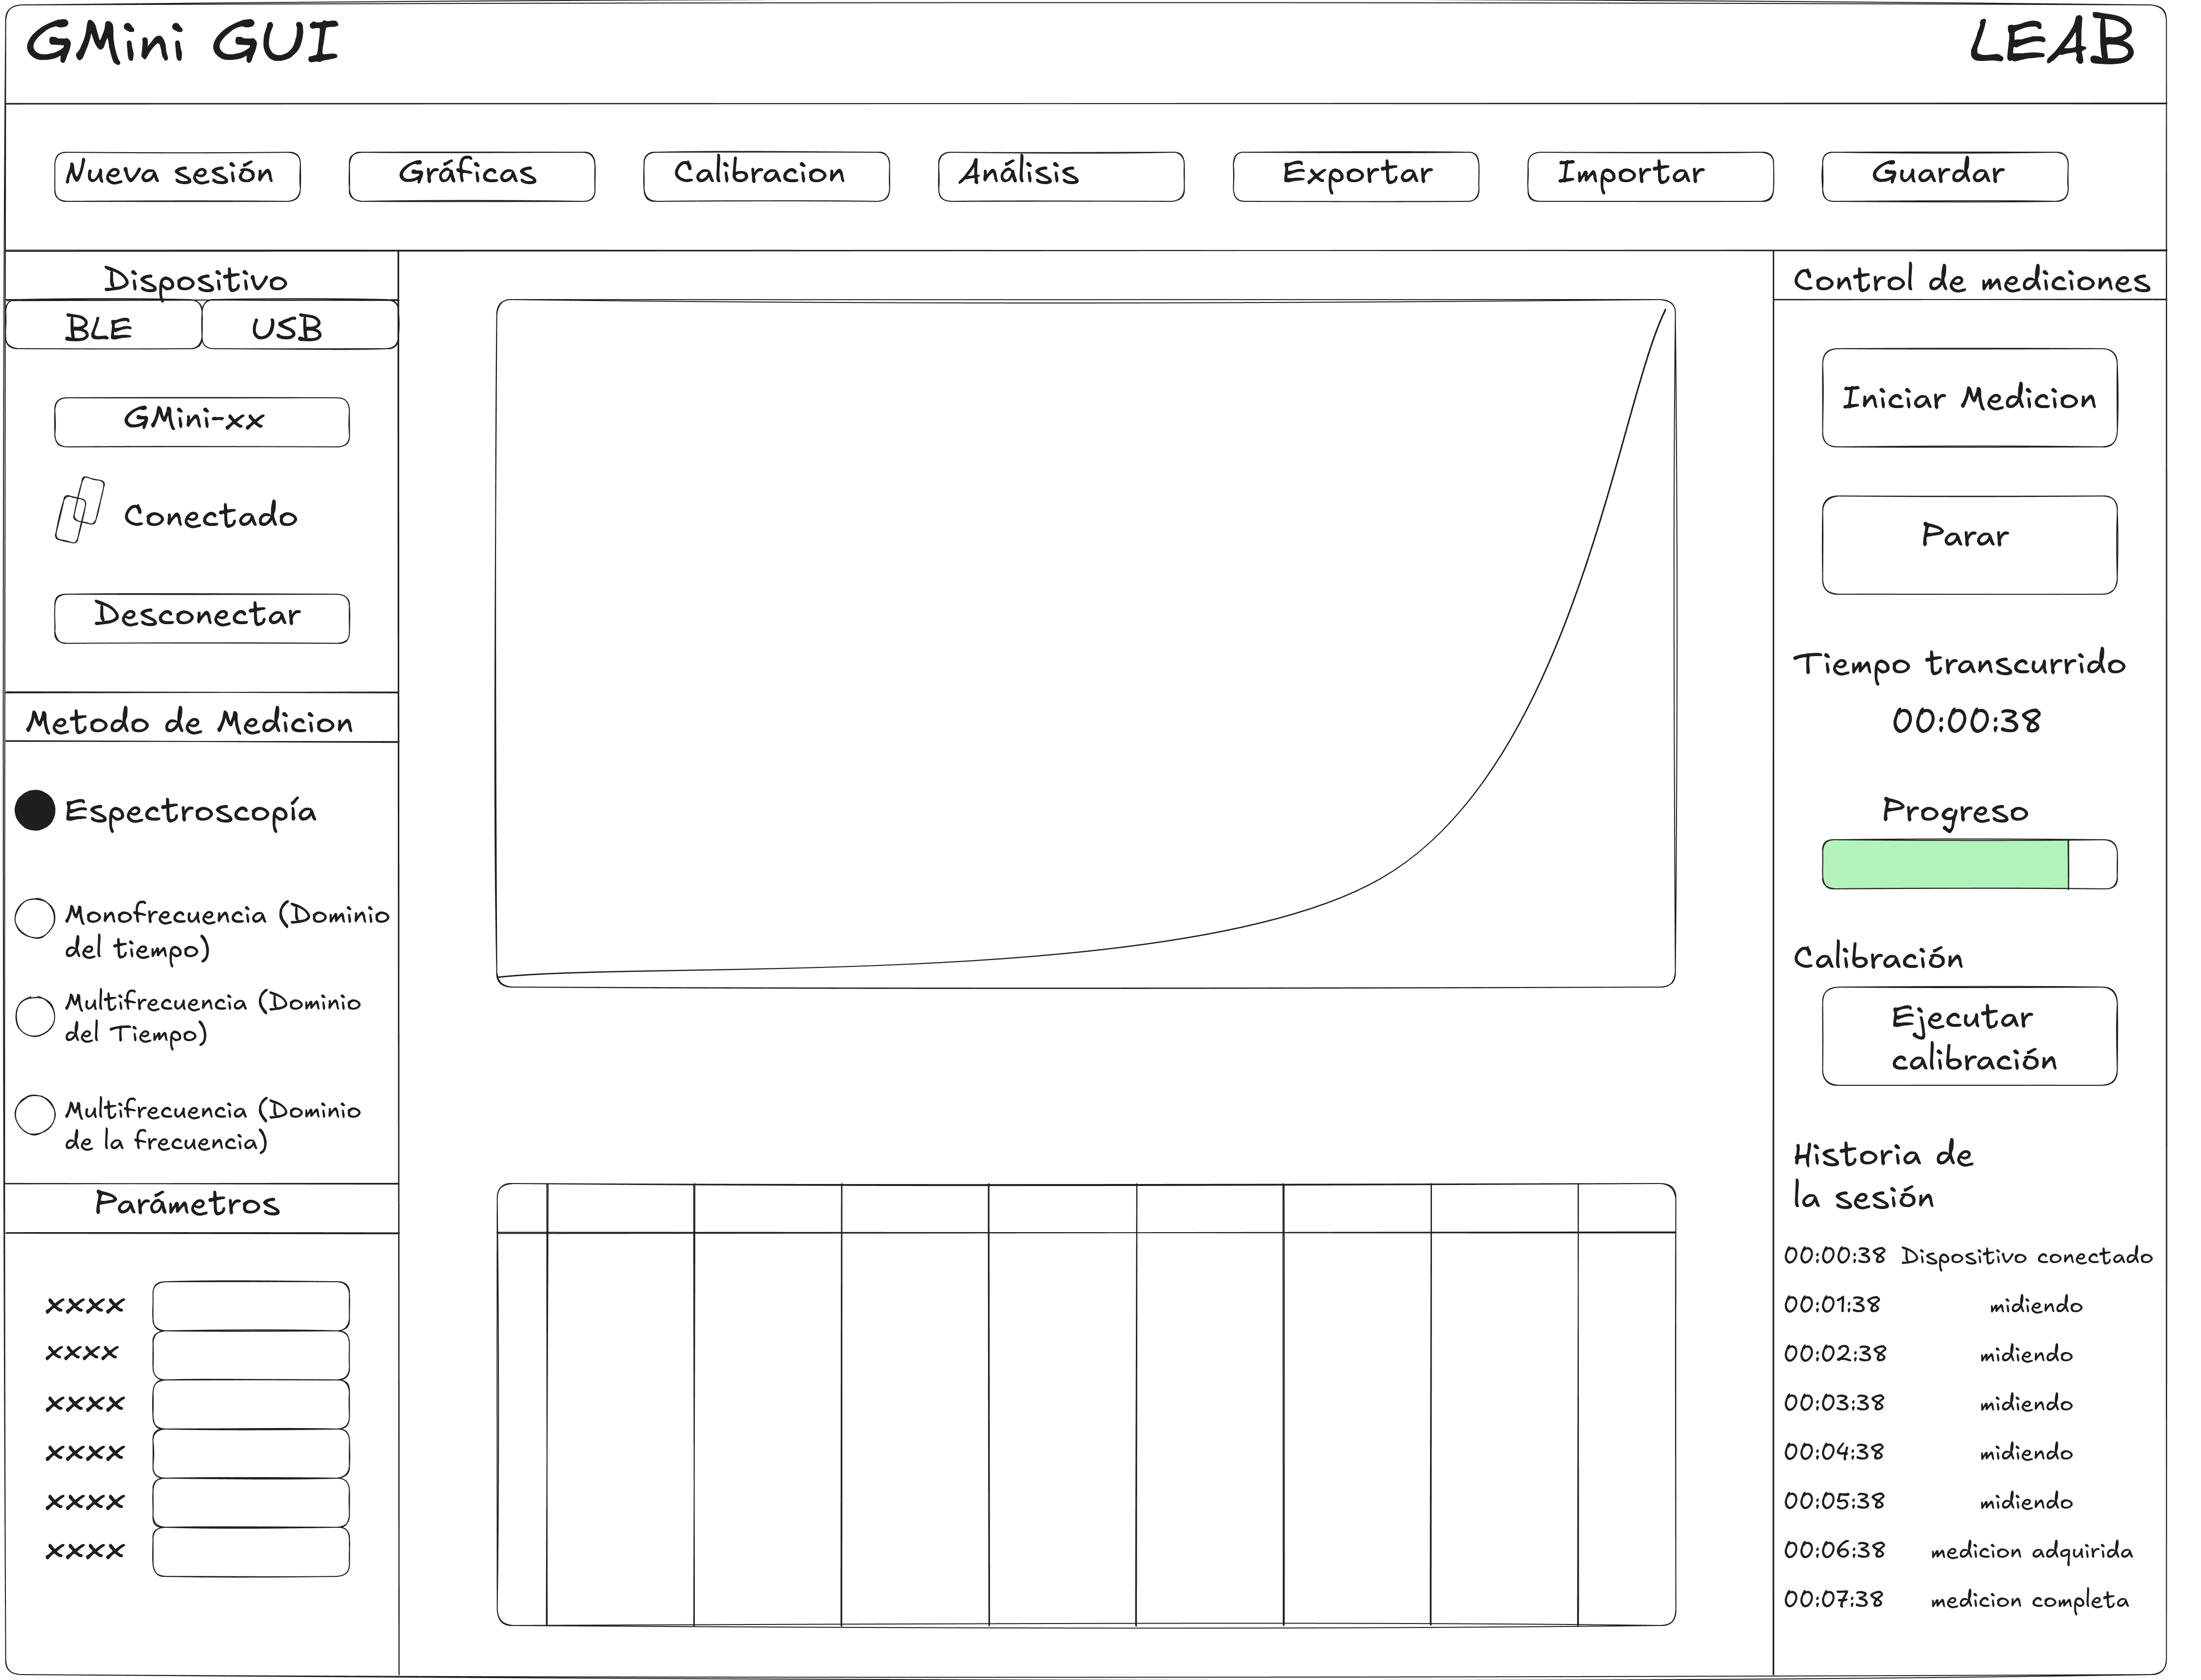 GMini GUI
LEAB
Nueva sesión
Gráficas
Calibracion
Análisis
Exportar
Importar
Guardar
Dispositivo
BLE
USB
GMini-xx
Conectado
Desconectar
Metodo de Medicion
Espectroscopía
Monofrecuencia (Dominio
del tiempo)
Multifrecuencia (Dominio
del Tiempo)
Multifrecuencia (Dominio
de la frecuencia)
Parámetros
xxxx
xxxx
xxxx
xxxx
xxxx
xxxx
Control de mediciones
Iniciar Medicion
Parar
Tiempo transcurrido
00:00:38
Progreso
Calibración
Ejecutar
calibración
Historia de
la sesión
00:00:38 Dispositivo conectado
00:01:38 midiendo
00:02:38 midiendo
00:03:38 midiendo
00:04:38 midiendo
00:05:38 midiendo
00:06:38 medicion adquirida
00:07:38 medicion completa